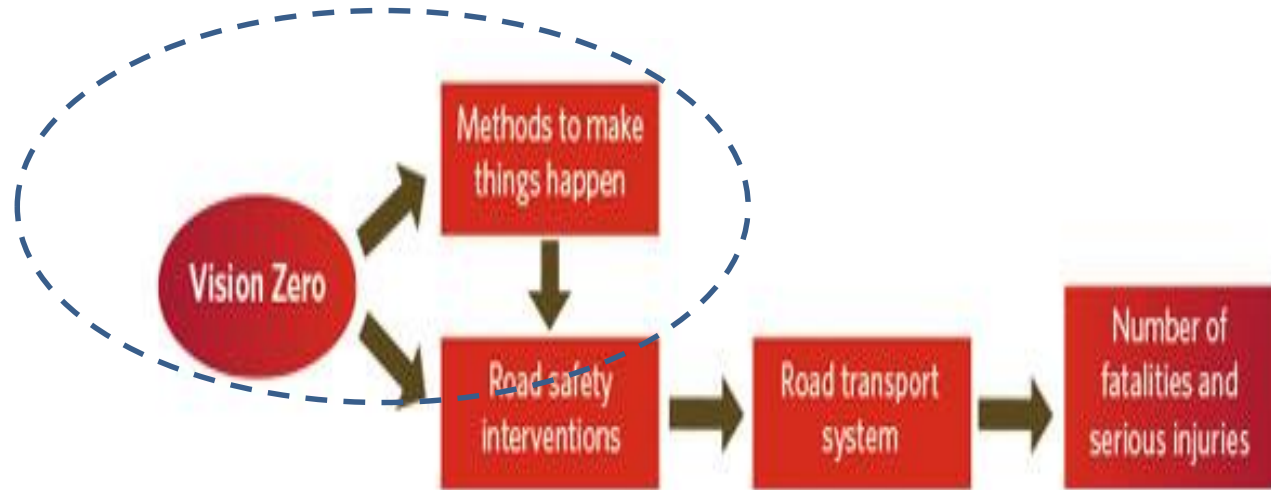 Methods to make
things happen
Vision Zero
Road safety
interventions
Road transport
system
Number of
fatalities and
serious injuries